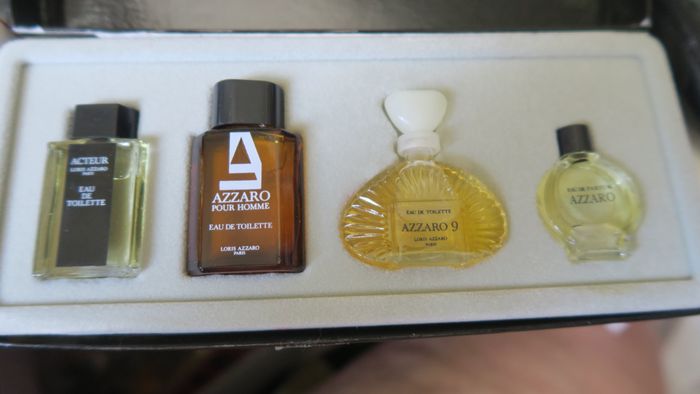 ACTEUR
LORIS AZZARO
PARIS
EAU
DE
TOILETTE
AZZARO
POUR HOMME
EAU DE TOILETTE
LORIS AZZARO
PARIS
EAU DE TOILETTE
AZZARO 9
LORIS AZZARO
PARIS
EAU DE PARFUM
AZZARO